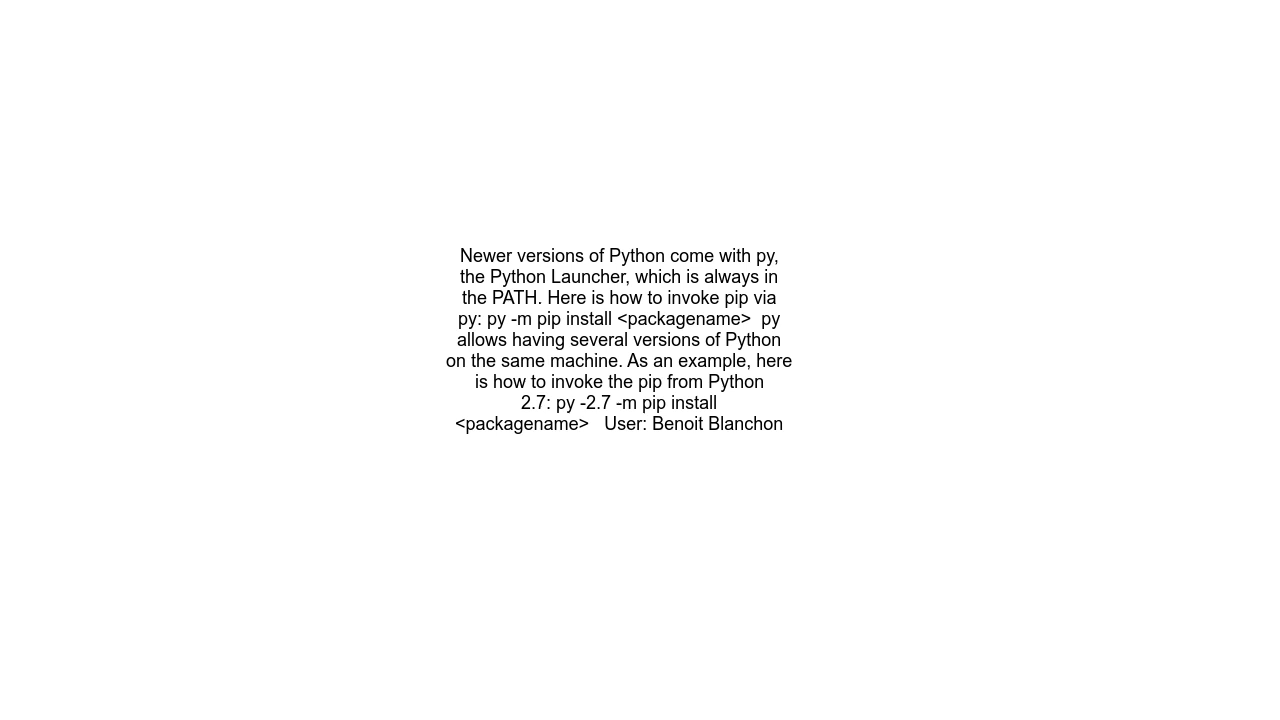 Newer versions of Python come with py,
the Python Launcher, which is always in
the PATH. Here is how to invoke pip via
py: py -m pip install <packagename>  py
allows having several versions of Python
on the same machine. As an example, here
is how to invoke the pip from Python
2.7: py -2.7 -m pip install
<packagename>   User: Benoit Blanchon